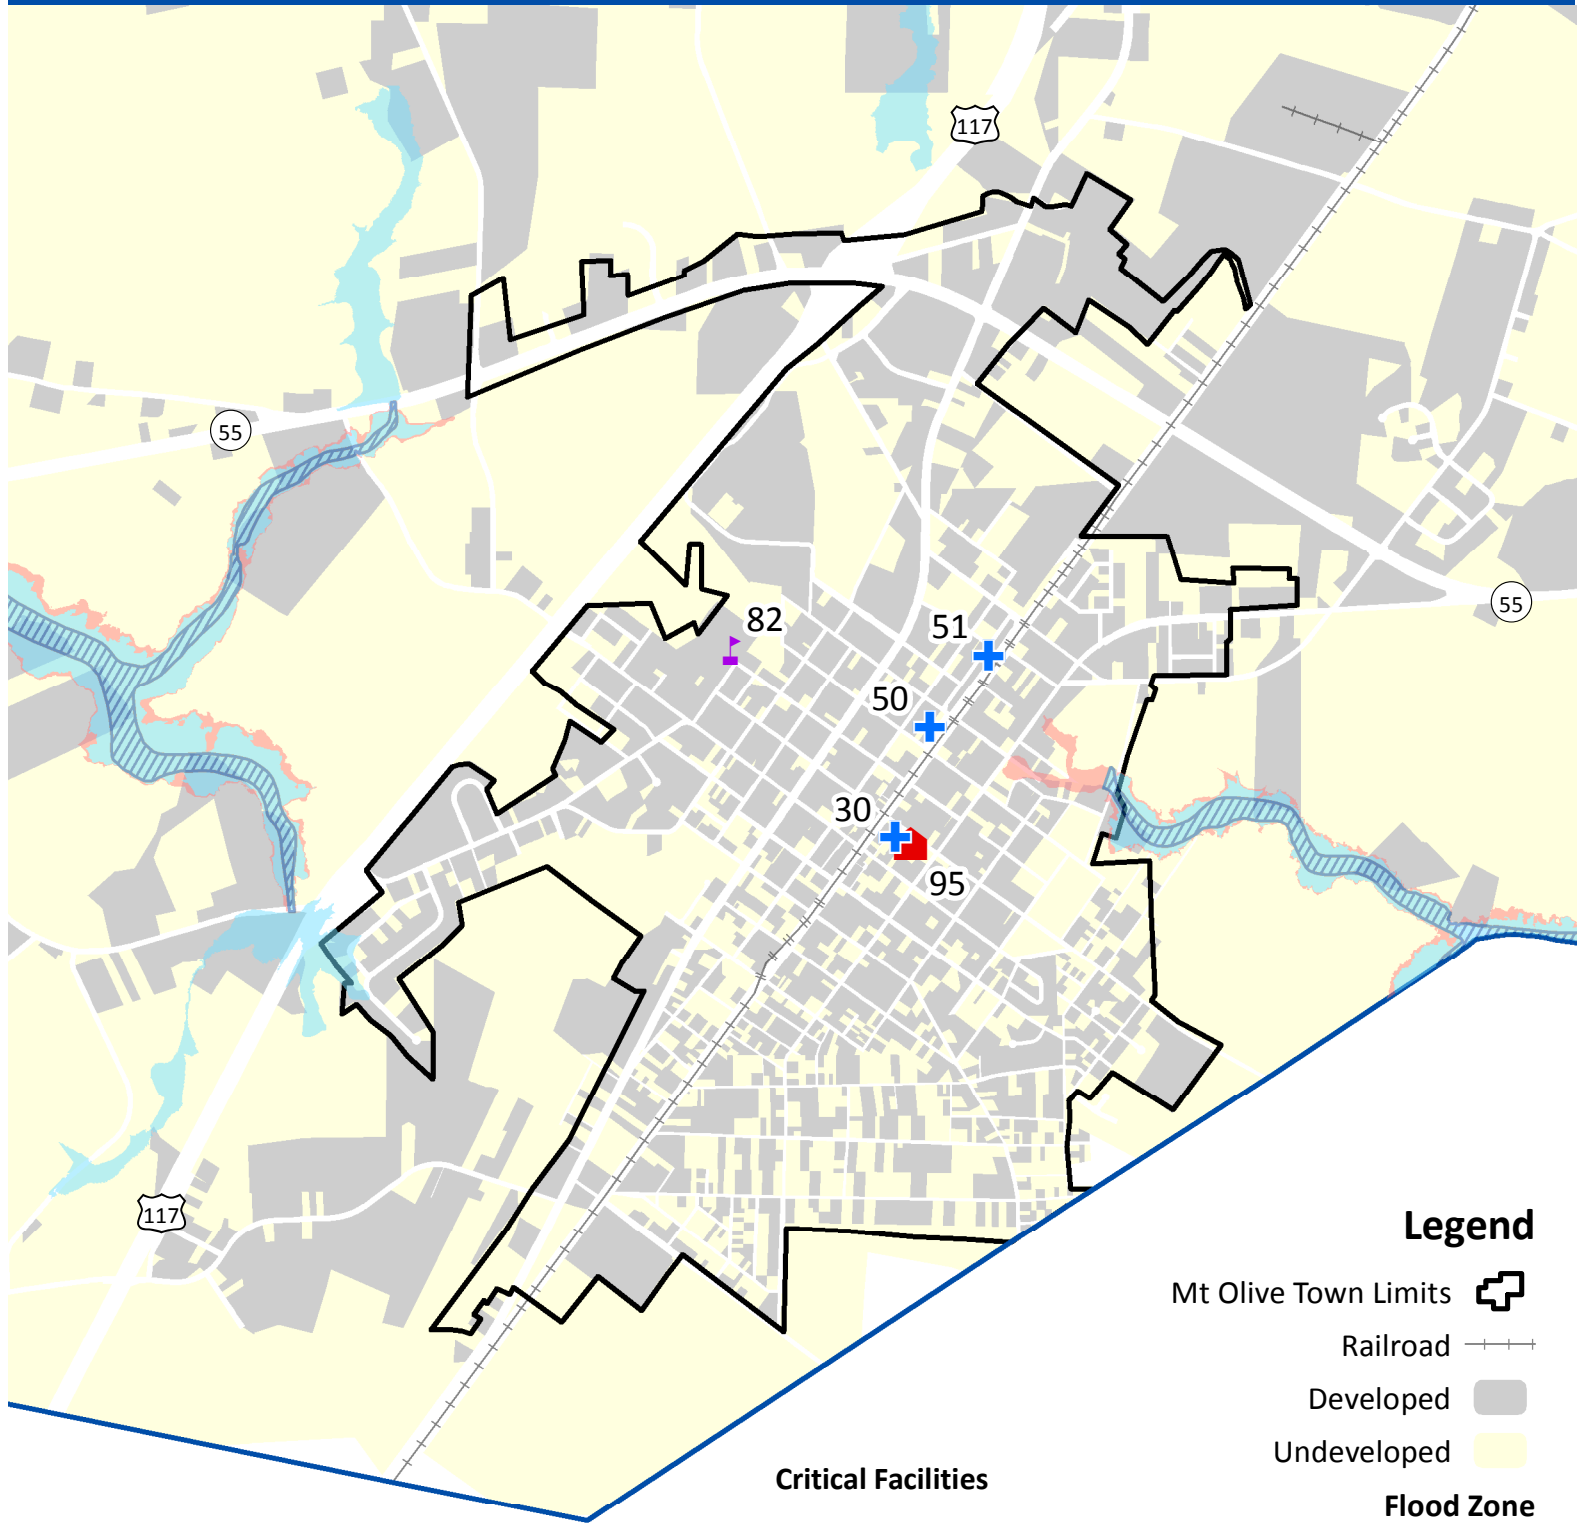 117
55
82
51
55
50
30
95
117
Legend
Mt Olive Town Limits
Railroad
Developed
Undeveloped
Critical Facilities
Flood Zone